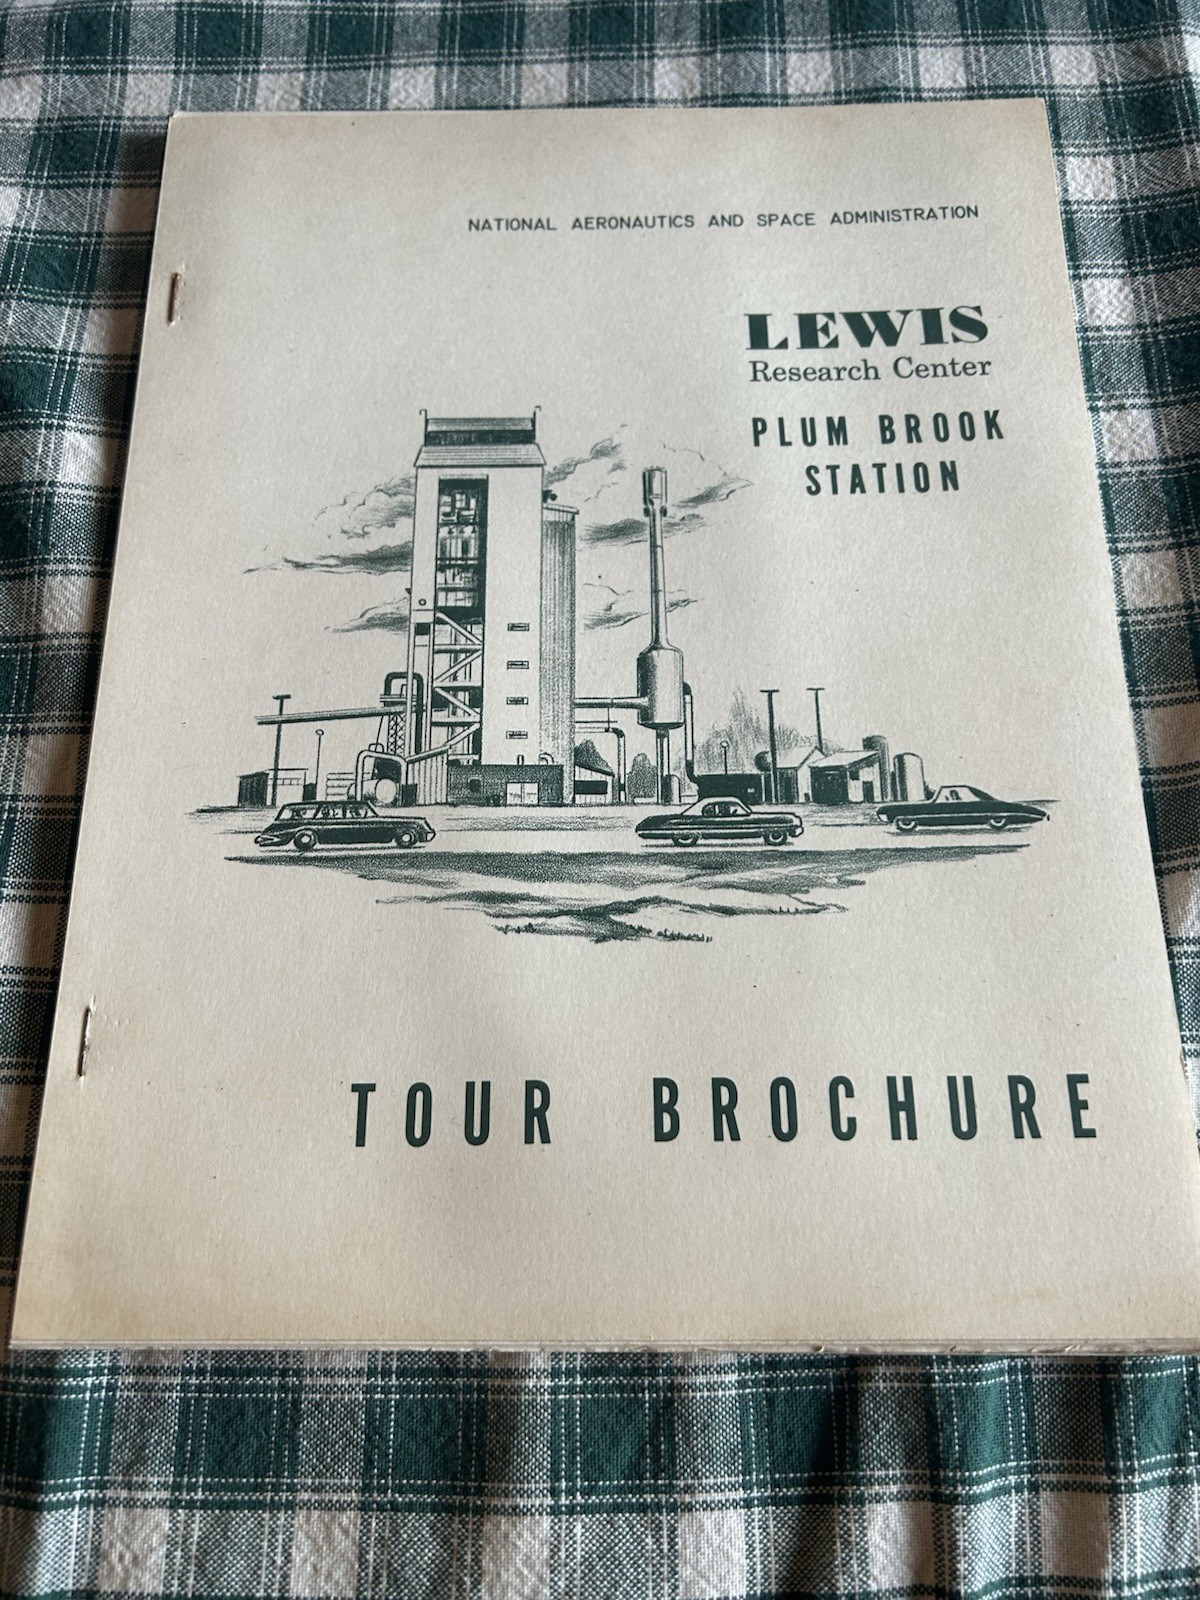 NATIONAL AERONAUTICS AND SPACE ADMINISTRATION
LEWIS
Research Center
PLUM BROOK
STATION
TOUR BROCHURE